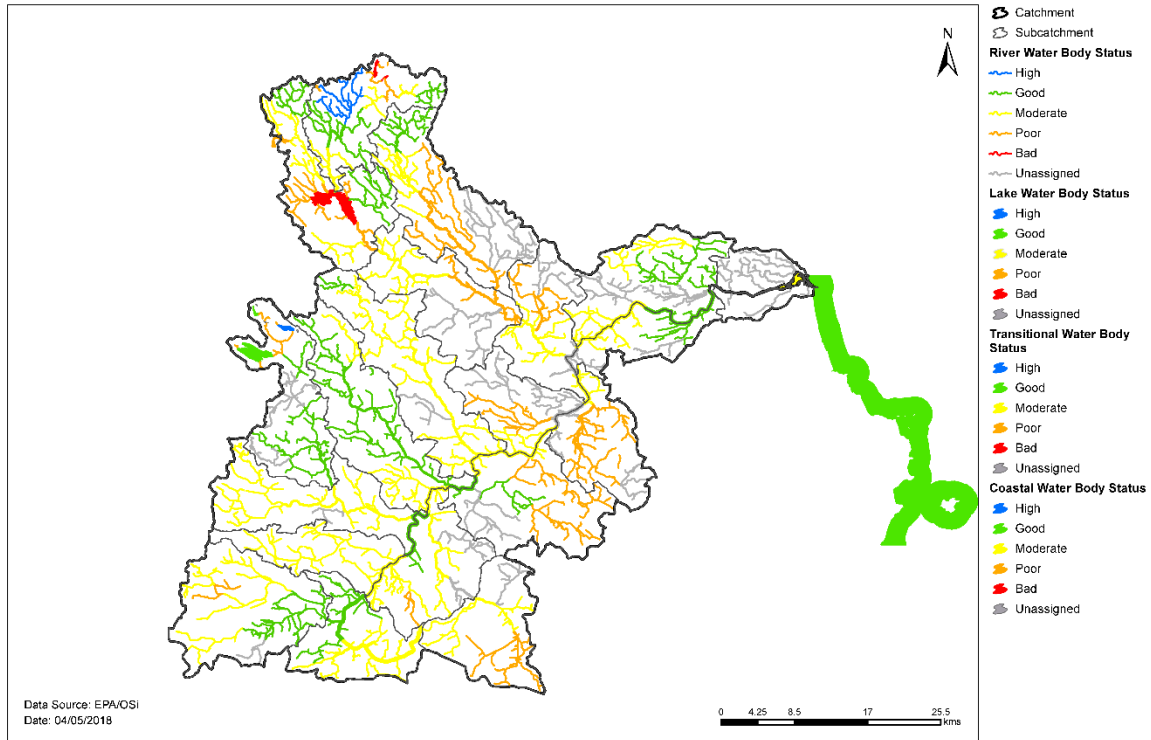 N
Catchment
Subcatchment
River Water Body Status
High
Good
Moderate
Poor
Bad
Unassigned
Lake Water Body Status
High
Good
Moderate
Poor
Bad
Unassigned
Transitional Water Body
Status
High
Good
Moderate
Poor
Bad
Unassigned
Coastal Water Body Status
High
Good
Moderate
Poor
Bad
Unassigned
Data Source: EPA/OSi
Date: 04/05/2018
0 4.25 8.5 17 25.5
kms